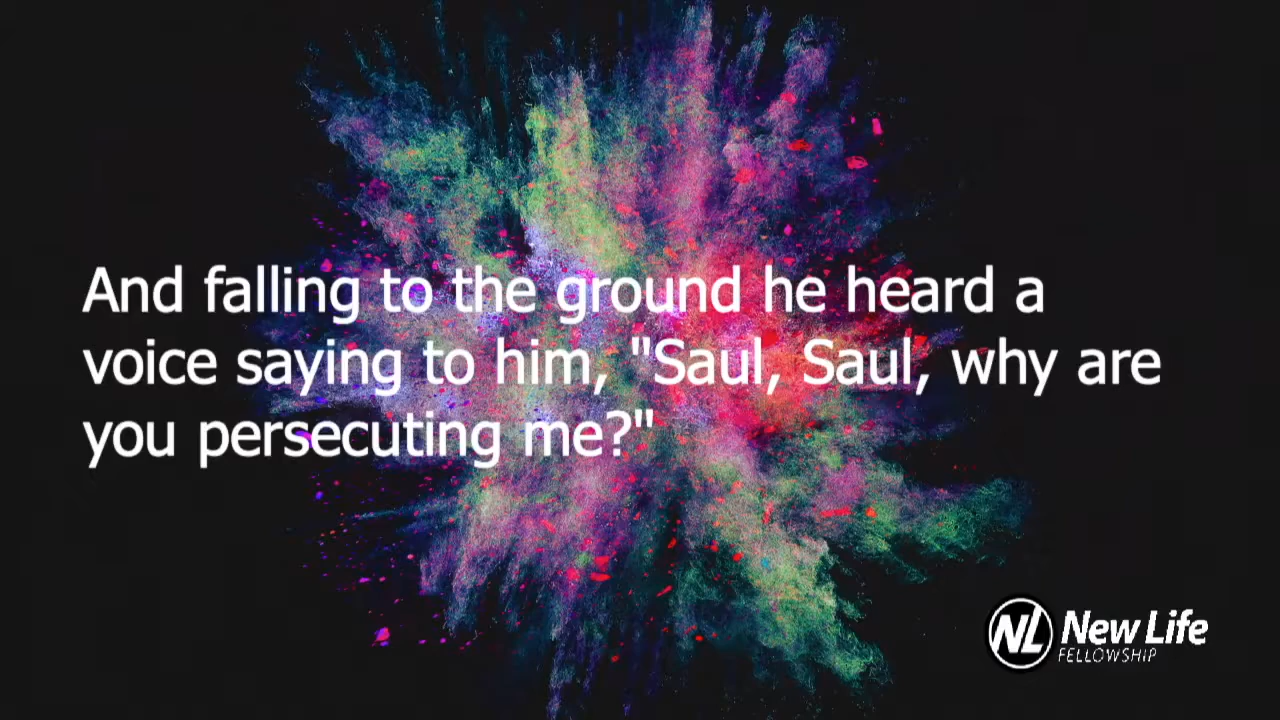 And falling to the ground he heard a
voice saying to him, "Saul, Saul, why are
you persecuting me?"
NL New Life
FELLOWSHIP